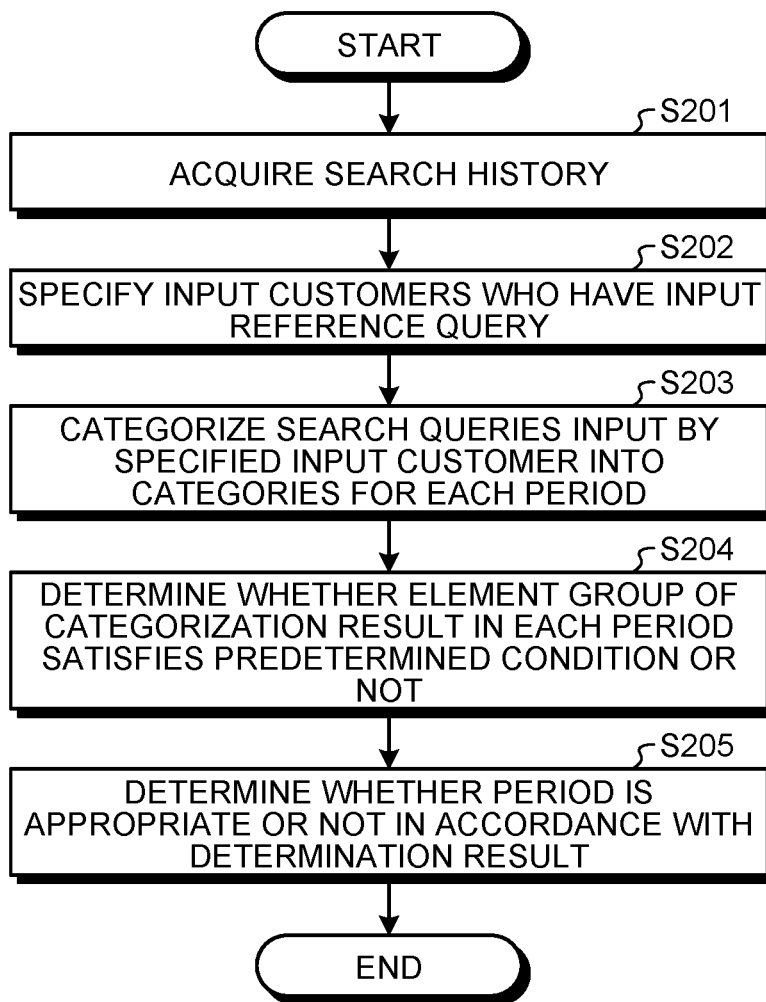 START
S201
ACQUIRE SEARCH HISTORY
S202
SPECIFY INPUT CUSTOMERS WHO HAVE INPUT
REFERENCE QUERY
S203
CATEGORIZE SEARCH QUERIES INPUT BY
SPECIFIED INPUT CUSTOMER INTO
CATEGORIES FOR EACH PERIOD
S204
DETERMINE WHETHER ELEMENT GROUP OF
CATEGORIZATION RESULT IN EACH PERIOD
SATISFIES PREDETERMINED CONDITION OR
NOT
S205
DETERMINE WHETHER PERIOD IS
APPROPRIATE OR NOT IN ACCORDANCE WITH
DETERMINATION RESULT
END